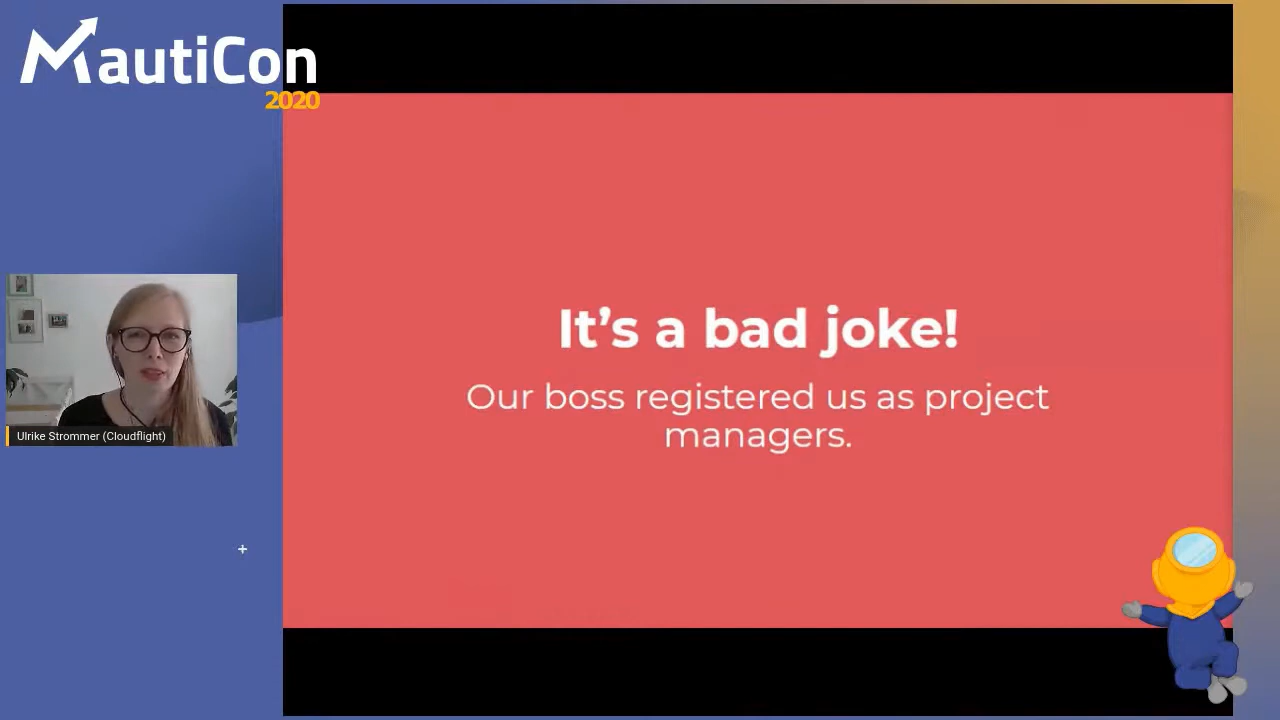 MautiCon
2020
It's a bad joke!
Our boss registered us as project
managers.
Ulrike Strommer (Cloudflight)